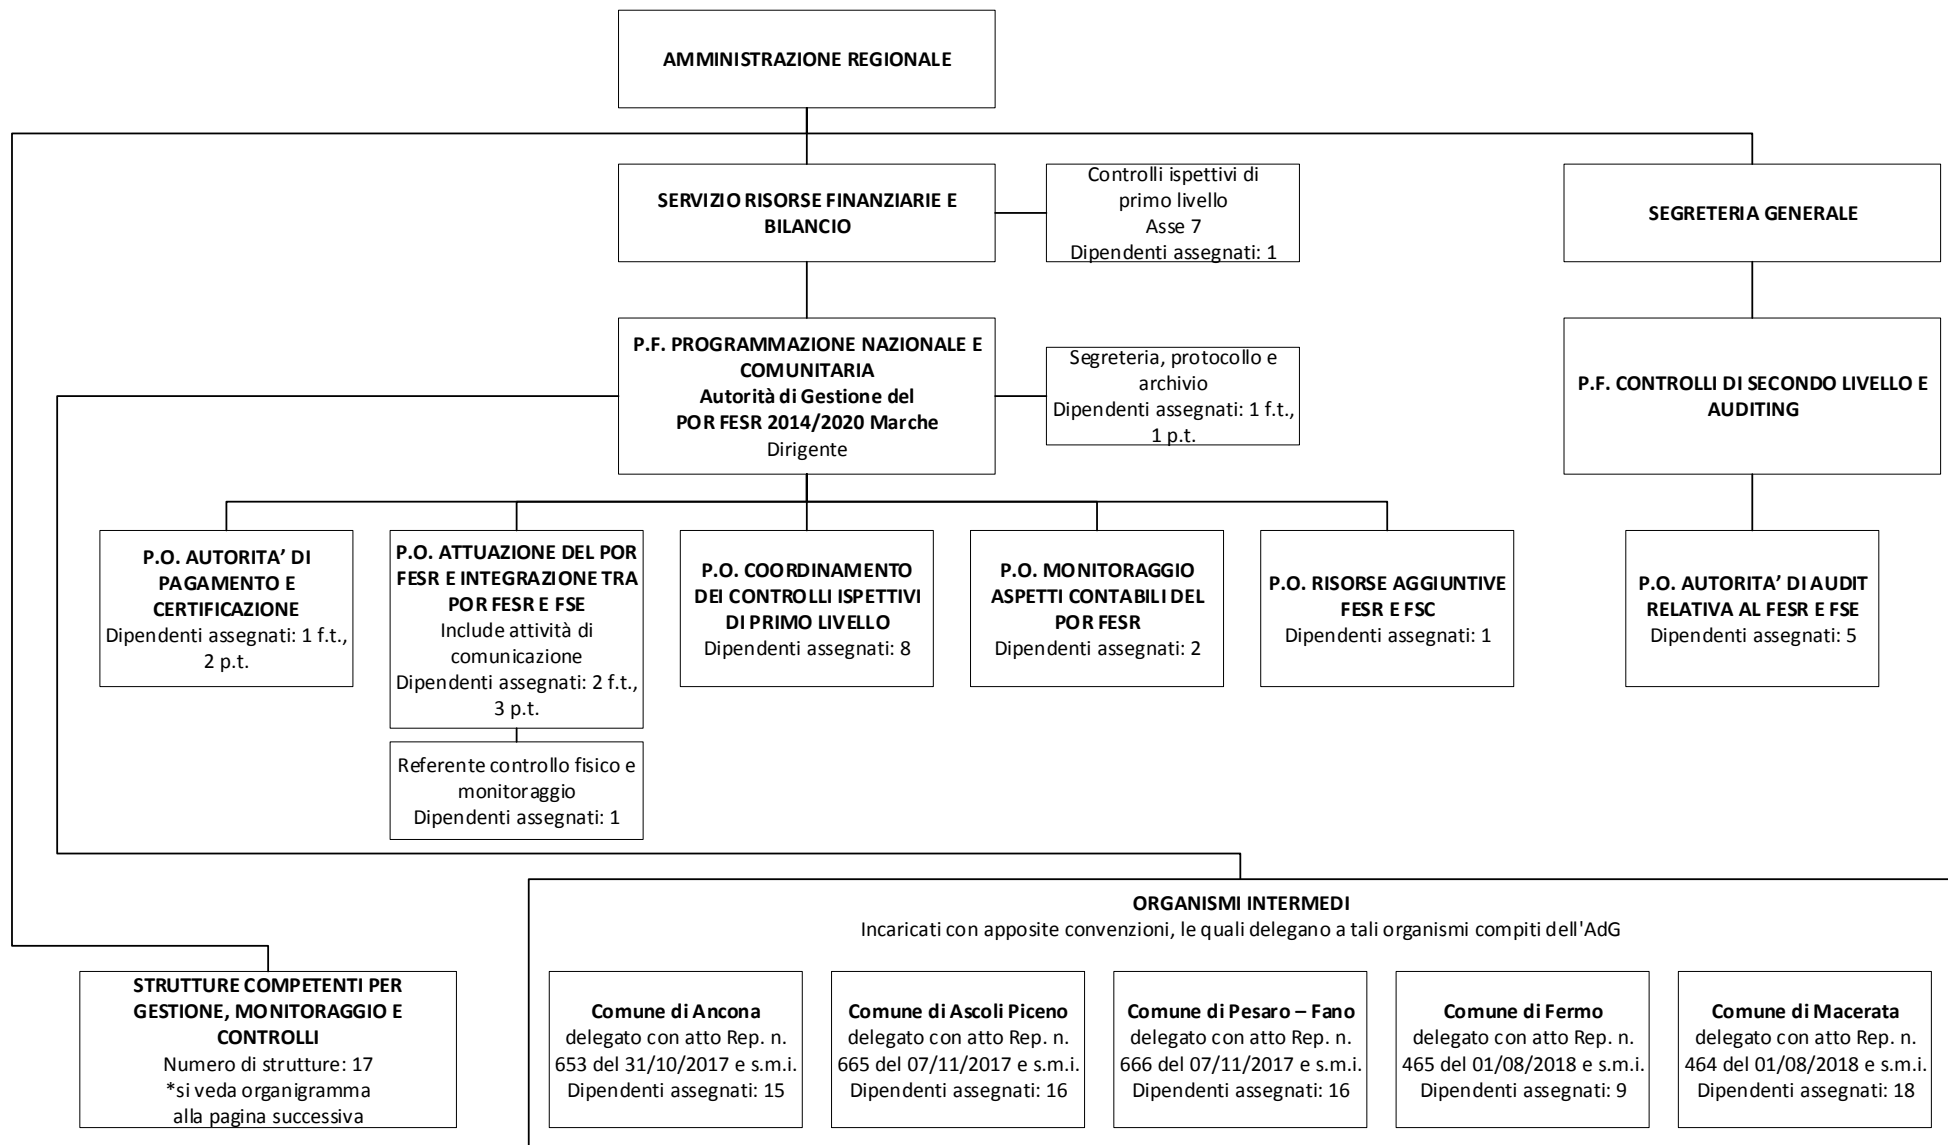 AMMINISTRAZIONE REGIONALE
SERVIZIO RISORSE FINANZIARIE E
BILANCIO
Controlli ispettivi di
primo livello
Asse 7
Dipendenti assegnati: 1
SEGRETERIA GENERALE
P.F. PROGRAMMAZIONE NAZIONALE E
COMUNITARIA
Autorità di Gestione del
POR FESR 2014/2020 Marche
Dirigente
Segreteria, protocollo e
archivio
Dipendenti assegnati: 1 f.t.,
1 p.t.
P.F. CONTROLLI DI SECONDO LIVELLO E
AUDITING
P.O. AUTORITA’ DI
PAGAMENTO E
CERTIFICAZIONE
Dipendenti assegnati: 1 f.t.,
2 p.t.
P.O. ATTUAZIONE DEL POR
FESR E INTEGRAZIONE TRA
POR FESR E FSE
Include attività di
comunicazione
Dipendenti assegnati: 2 f.t.,
3 p.t.
P.O. COORDINAMENTO
DEI CONTROLLI ISPETTIVI
DI PRIMO LIVELLO
Dipendenti assegnati: 8
P.O. MONITORAGGIO
ASPETTI CONTABILI DEL
POR FESR
Dipendenti assegnati: 2
P.O. RISORSE AGGIUNTIVE
FESR E FSC
Dipendenti assegnati: 1
P.O. AUTORITA’ DI AUDIT
RELATIVA AL FESR E FSE
Dipendenti assegnati: 5
Referente controllo fisico e
monitoraggio
Dipendenti assegnati: 1
ORGANISMI INTERMEDI
Incaricati con apposite convenzioni, le quali delegano a tali organismi compiti dell'AdG
STRUTTURE COMPETENTI PER
GESTIONE, MONITORAGGIO E
CONTROLLI
Numero di strutture: 17
*si veda organigramma
alla pagina successiva
Comune di Ancona
delegato con atto Rep. n.
653 del 31/10/2017 e s.m.i.
Dipendenti assegnati: 15
Comune di Ascoli Piceno
delegato con atto Rep. n.
665 del 07/11/2017 e s.m.i.
Dipendenti assegnati: 16
Comune di Pesaro – Fano
delegato con atto Rep. n.
666 del 07/11/2017 e s.m.i.
Dipendenti assegnati: 16
Comune di Fermo
delegato con atto Rep. n.
465 del 01/08/2018 e s.m.i.
Dipendenti assegnati: 9
Comune di Macerata
delegato con atto Rep. n.
464 del 01/08/2018 e s.m.i.
Dipendenti assegnati: 18